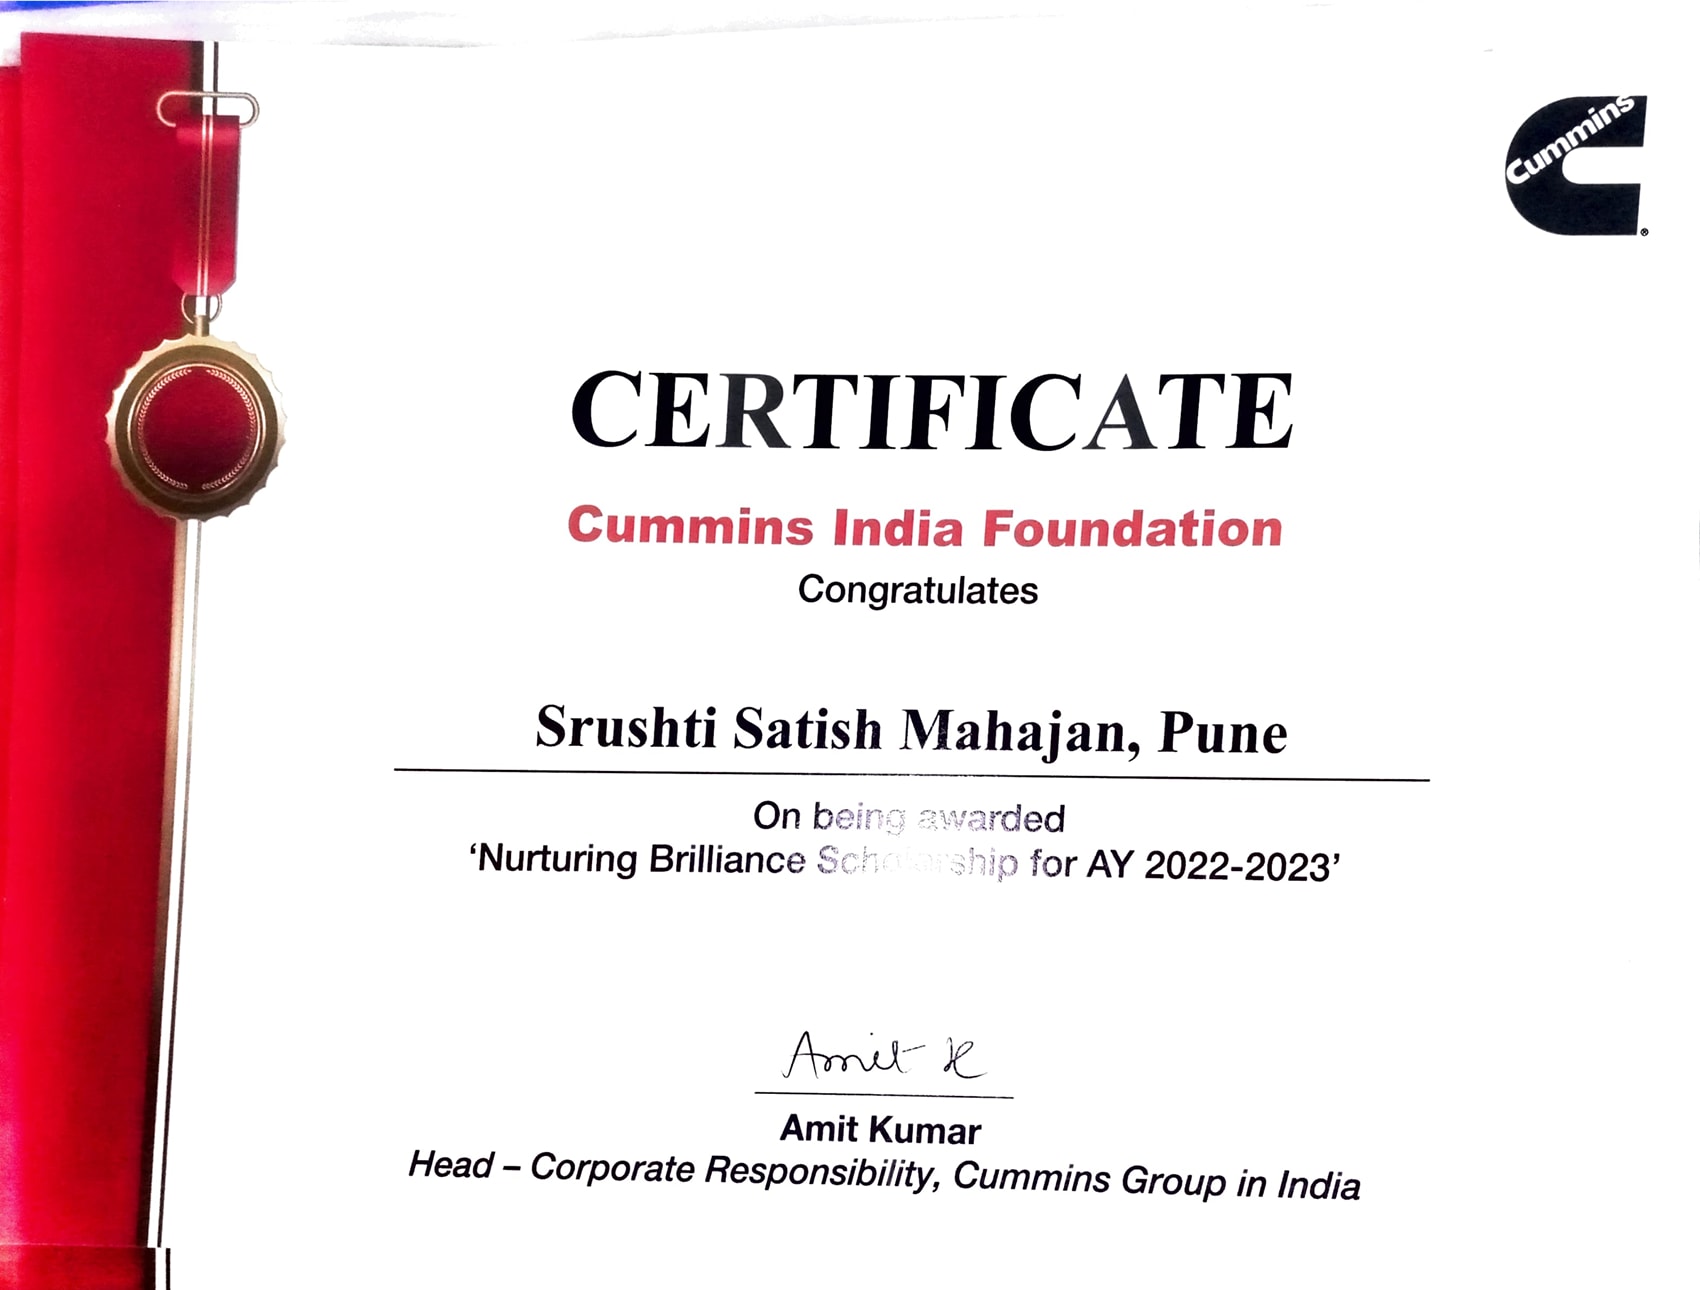 Cummins
®
CERTIFICATE
Cummins India Foundation
Congratulates
Srushti Satish Mahajan, Pune
On being awarded
‘Nurturing Brilliance Scholarship for AY 2022-2023’
Amit K
Amit Kumar
Head – Corporate Responsibility, Cummins Group in India